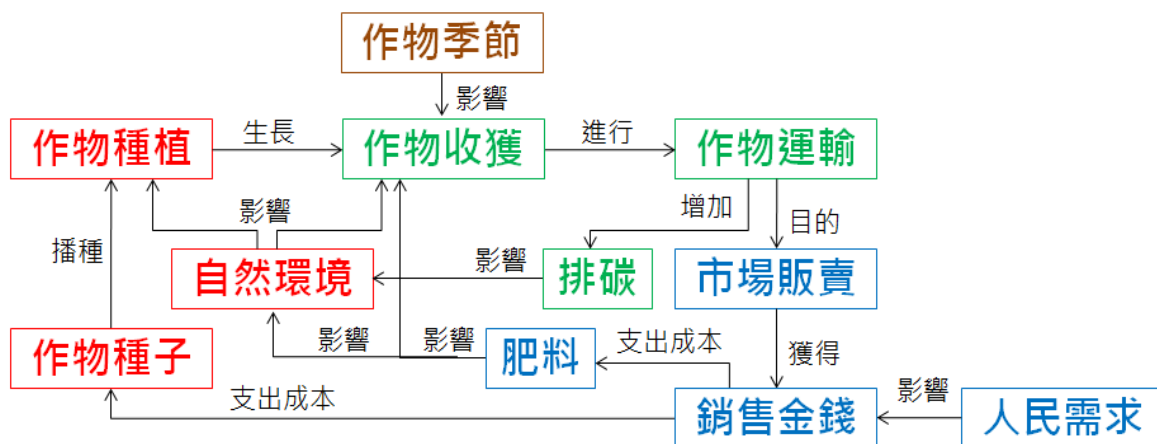 作物季節
影響
作物種植
生長
作物收獲
進行
作物運輸
影響
增加
目的
播種
自然環境
影響
排碳
市場販賣
作物種子
影響
影響
肥料
支出成本
獲得
支出成本
銷售金錢
影響
人民需求